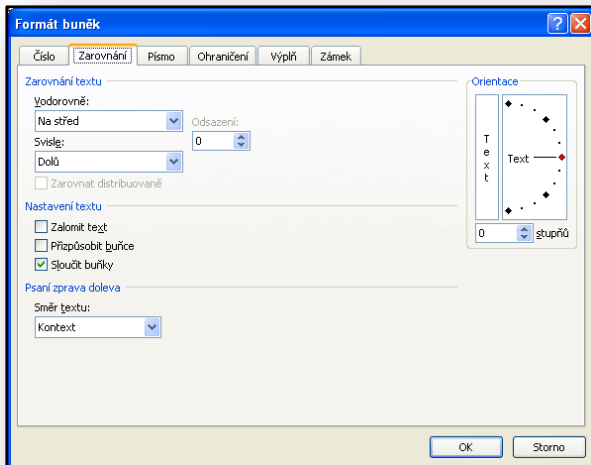 Formát buněk
Číslo Zarovnání Písmo Ohraničení Výplň Zámek
Zarovnání textu
Vodorovně:
Na střed
Odsazení:
0
Svisle:
Dolů
Zarovnat distribuovaně
Nastavení textu
Zalomit text
Přizpůsobit buňce
Sloučit buňky
Psaní zprava doleva
Směr textu:
Kontext
Orientace
Text
Text
0 stupňů
OK Storno